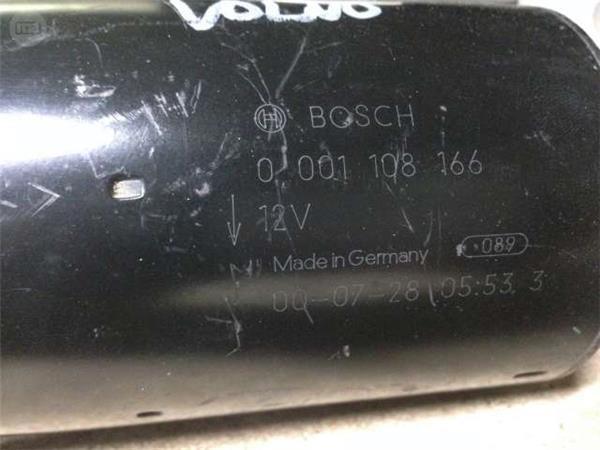 VOLVO
BOSCH
0 001 108 166
12V
Made in Germany 089
00-07-28 05:53 3